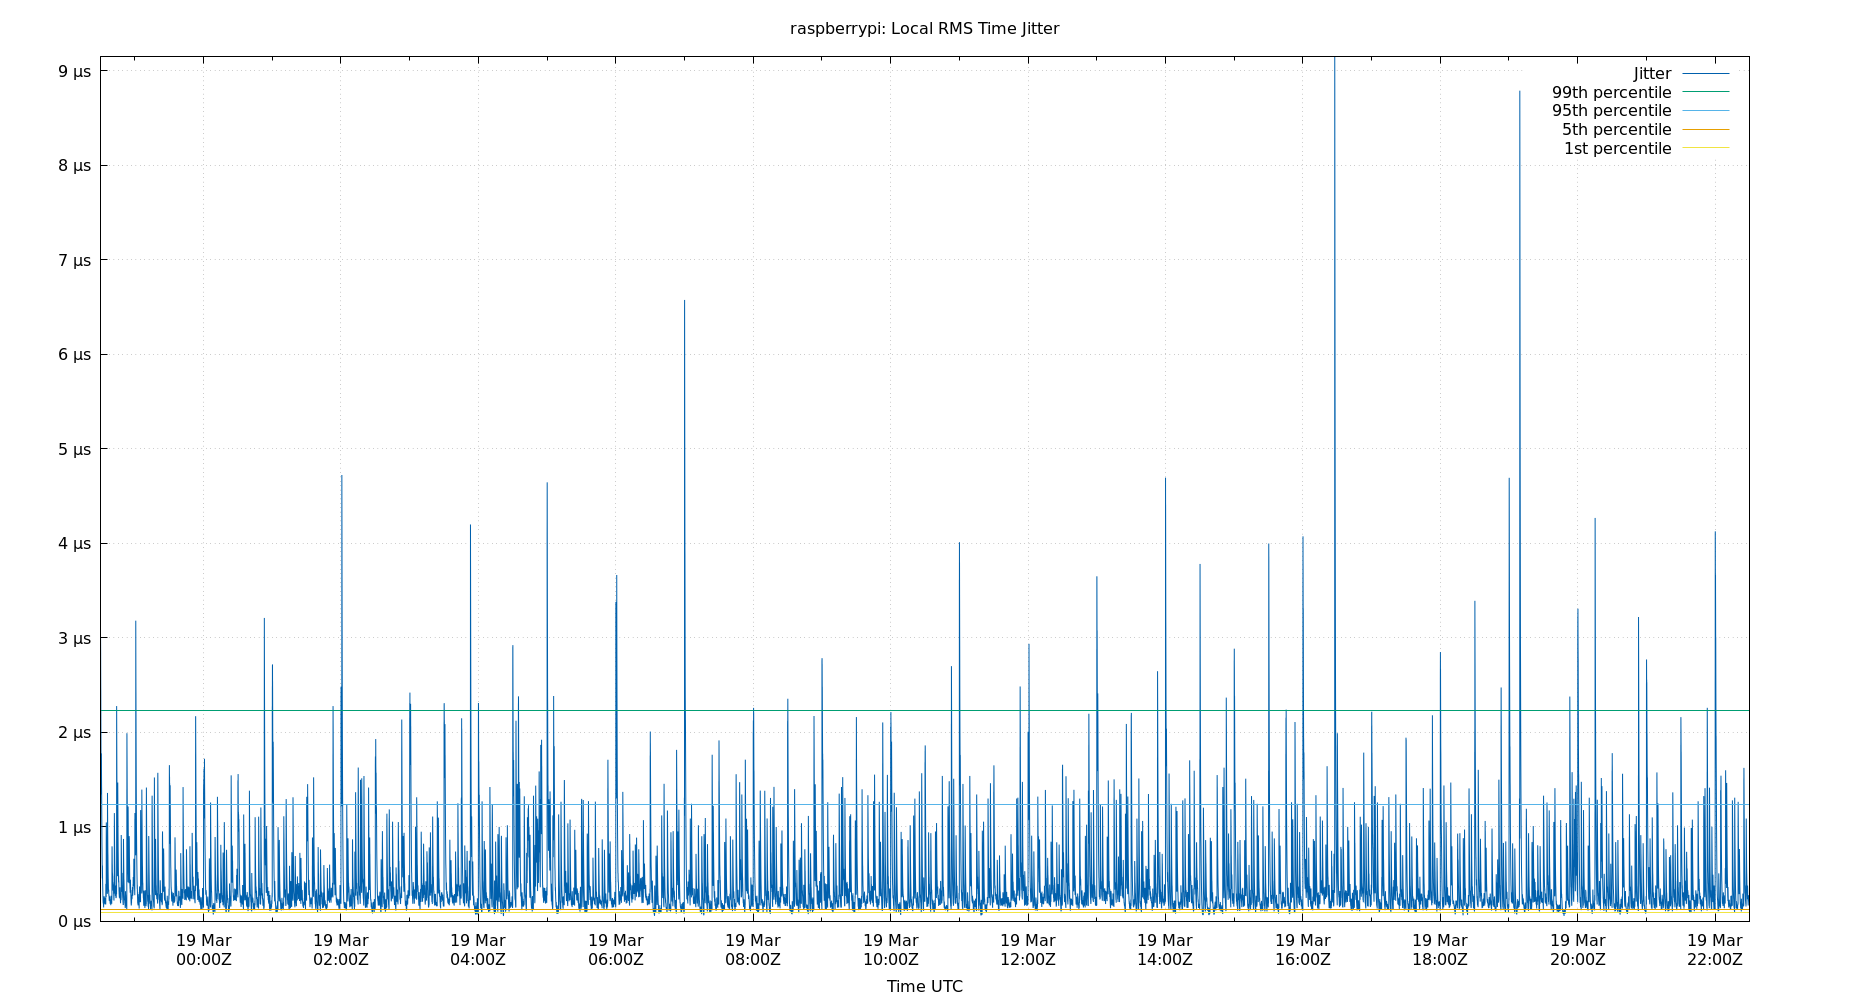 raspberrypi: Local RMS Time Jitter
9 µs
8 µs
7 µs
6 µs
5 µs
4 µs
3 µs
2 µs
1 µs
0 µs
Jitter
99th percentile
95th percentile
5th percentile
1st percentile
19 Mar 19 Mar 19 Mar 19 Mar 19 Mar 19 Mar 19 Mar 19 Mar 19 Mar 19 Mar 19 Mar 19 Mar
00:00Z 02:00Z 04:00Z 06:00Z 08:00Z 10:00Z 12:00Z 14:00Z 16:00Z 18:00Z 20:00Z 22:00Z
Time UTC